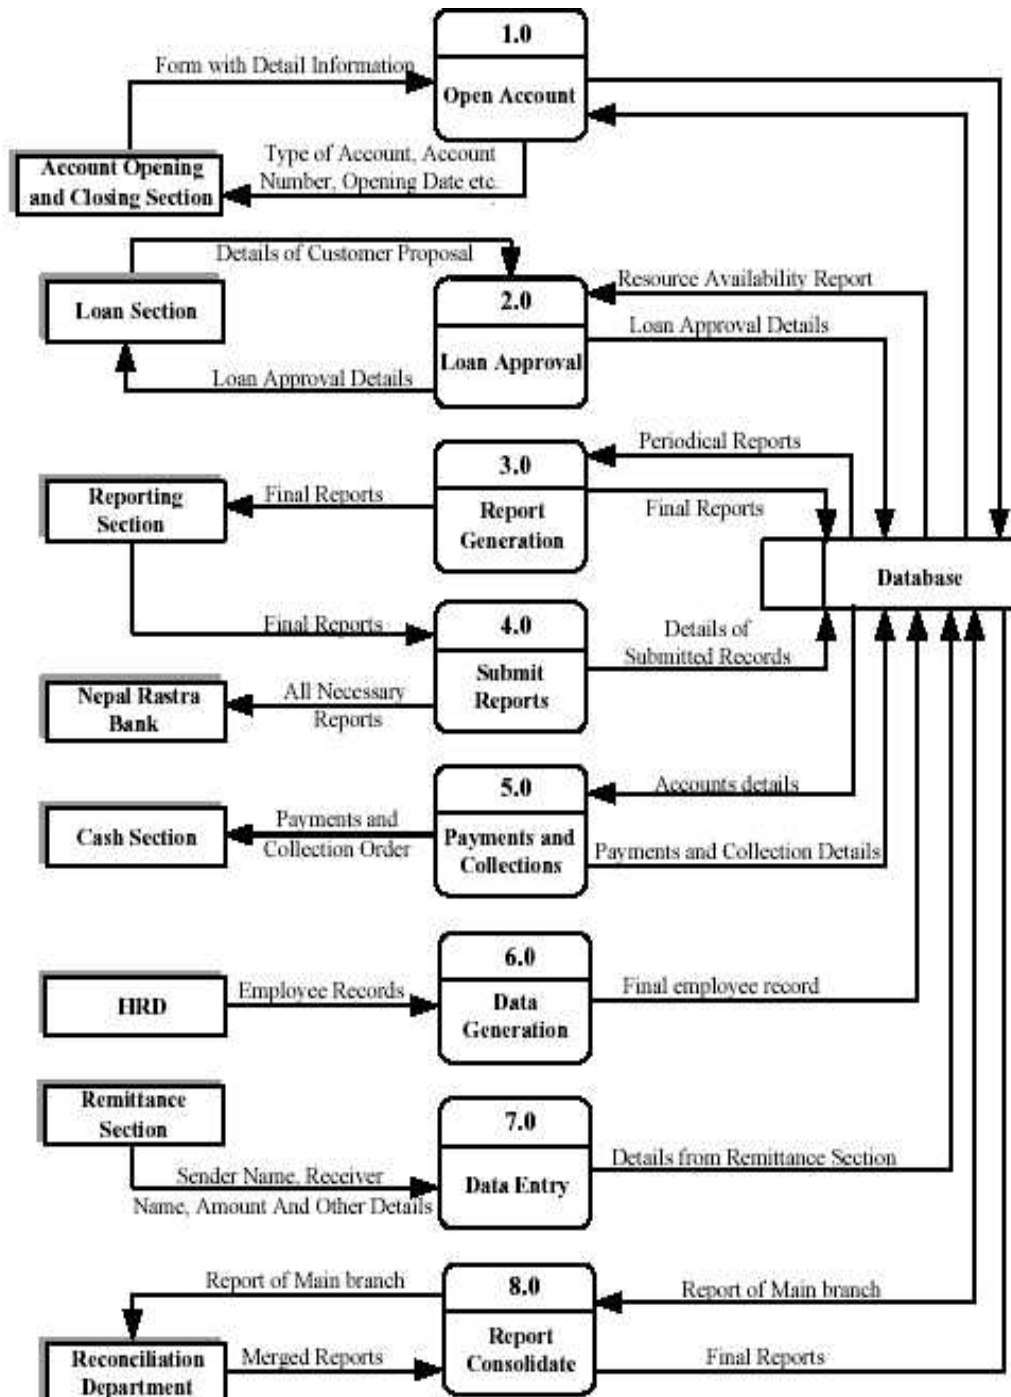 1.0
Form with Detail Information
Open Account
Type of Account, Account
Number, Opening Date etc.
Account Opening
and Closing Section
Details of Customer Proposal
Resource Availability Report
2.0
Loan Section
Loan Approval Details
Loan Approval
Loan Approval Details
Periodical Reports
3.0
Reporting
Section
Final Reports
Report
Generation
Final Reports
Database
Final Reports
4.0
Details of
Submitted Records
Submit
Reports
Nepal Rastra
Bank
All Necessary
Reports
5.0
Accounts details
Cash Section
Payments and
Collection Order
Payments and
Collections
Payments and Collection Details
6.0
HRD
Employee Records
Data
Generation
Final employee record
Remittance
Section
7.0
Details from Remittance Section
Sender Name, Receiver
Name, Amount And Other Details
Data Entry
Report of Main branch
8.0
Report of Main branch
Reconciliation
Department
Merged Reports
Report
Consolidate
Final Reports